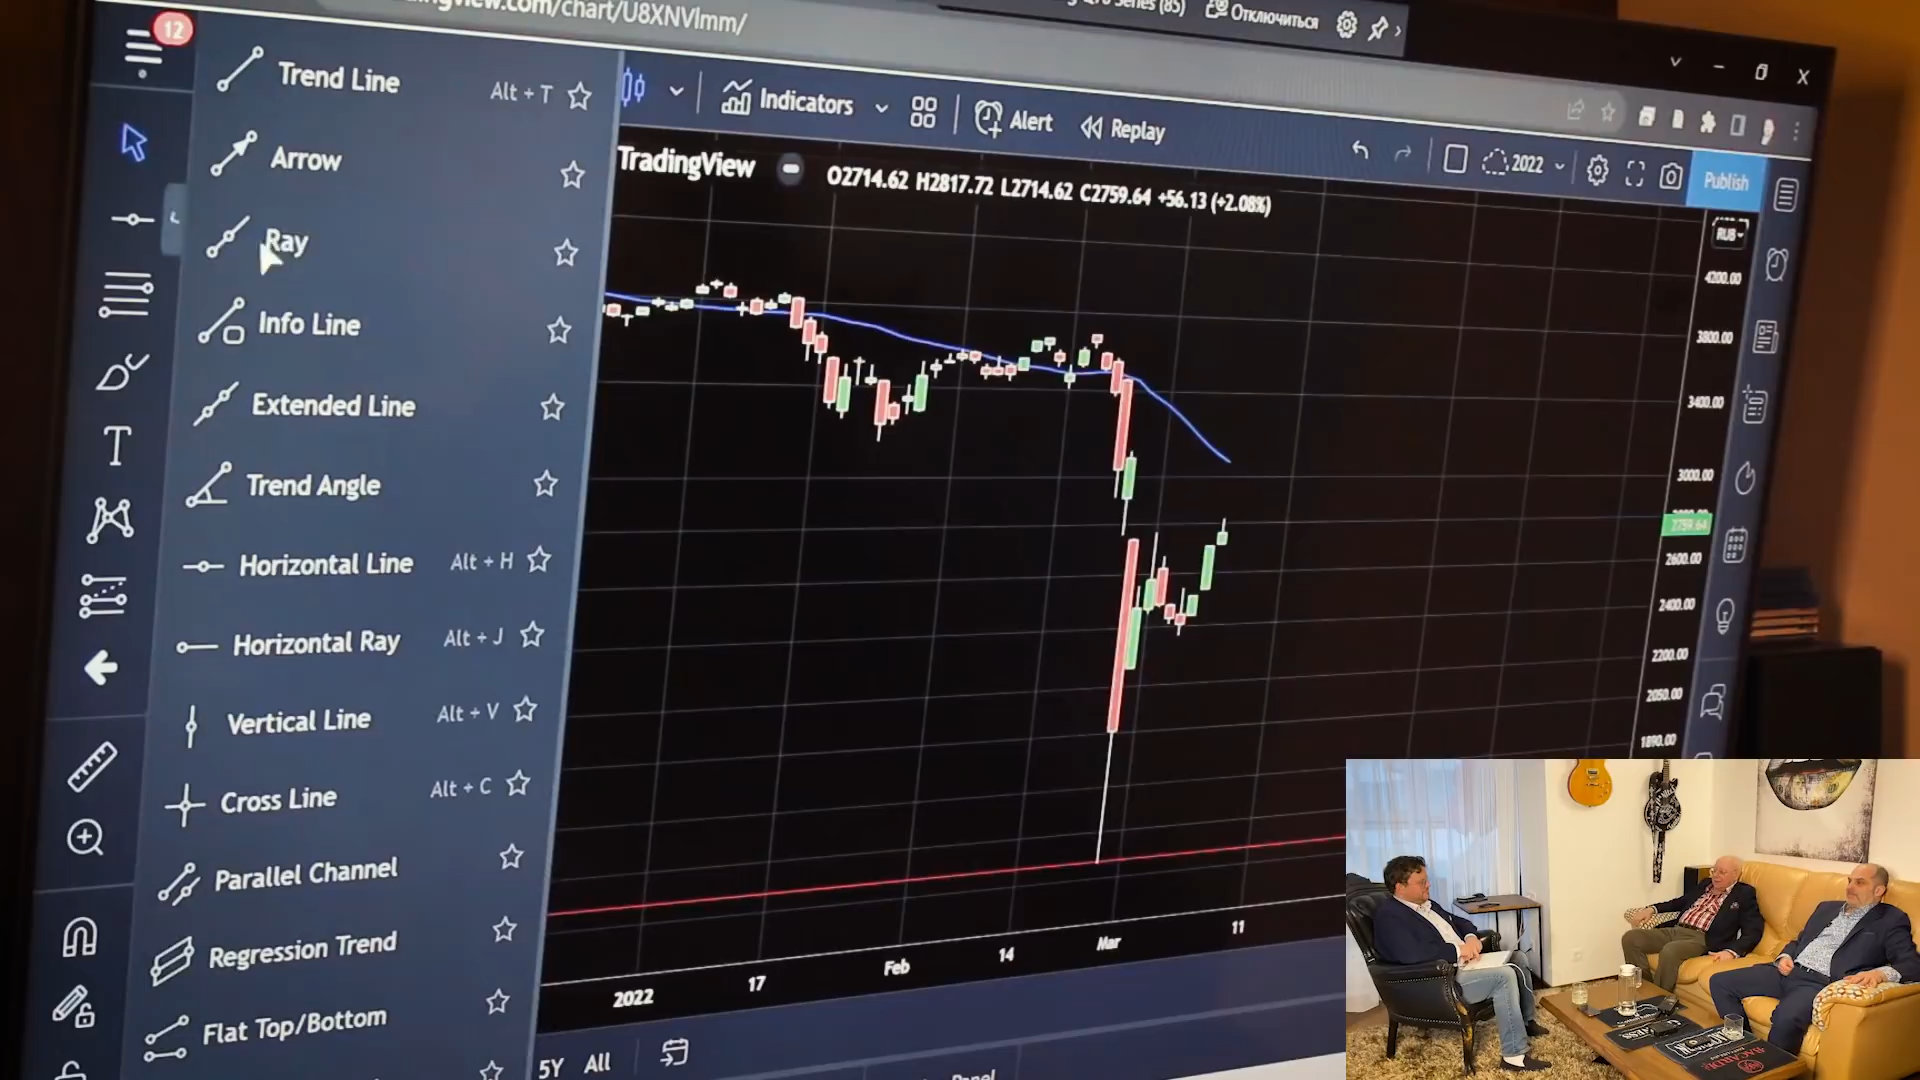 /chart/U8XNVlmm/
Отключиться
12
Trend Line Alt + T
Arrow
Ray
Info Line
Extended Line
Trend Angle
Horizontal Line Alt + H
Horizontal Ray Alt + J
Vertical Line Alt + V
Cross Line Alt + C
Parallel Channel
Regression Trend
Flat Top/Bottom
Indicators
Alert
Replay
2022
Publish
TradingView
O2714.62 H2817.72 L2714.62 C2759.64 +56.13 (+2.08%)
RUB
4200.00
3800.00
3400.00
3000.00
2759.64
2600.00
2400.00
2200.00
2050.00
1890.00
2022
17
Feb
14
Mar
11
5Y All